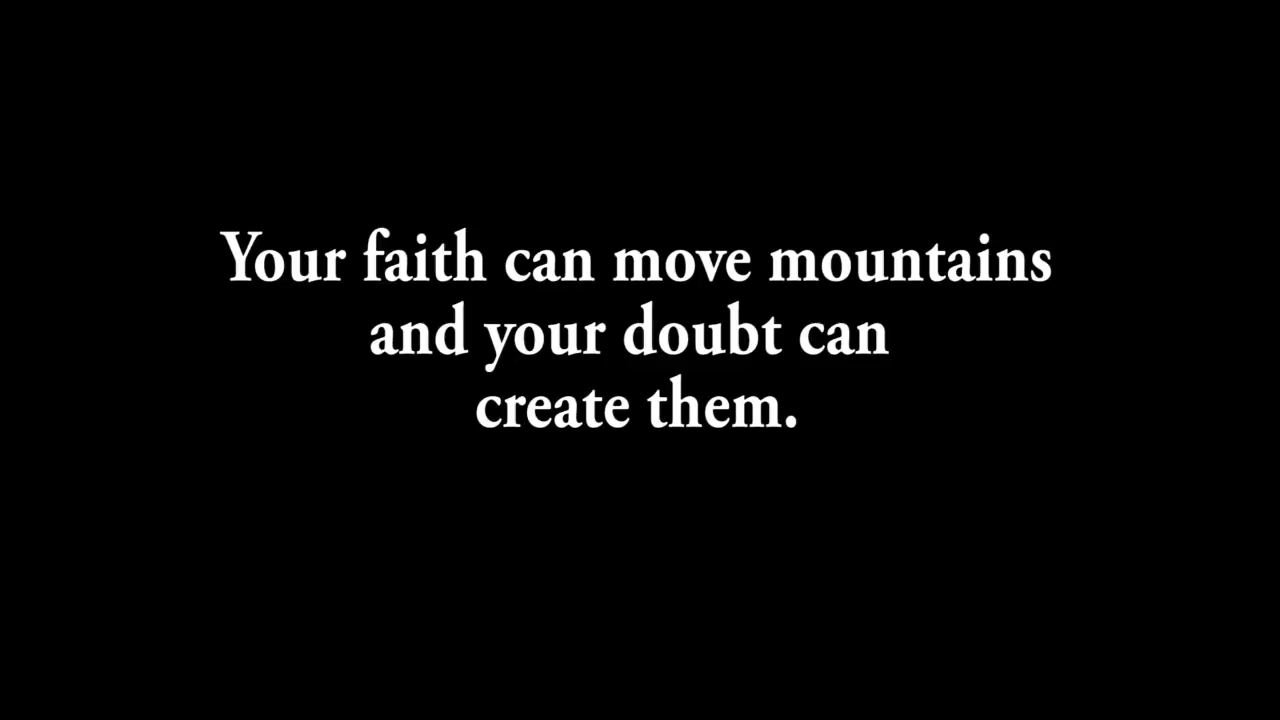 Your faith can move mountains
and your doubt can
create them.